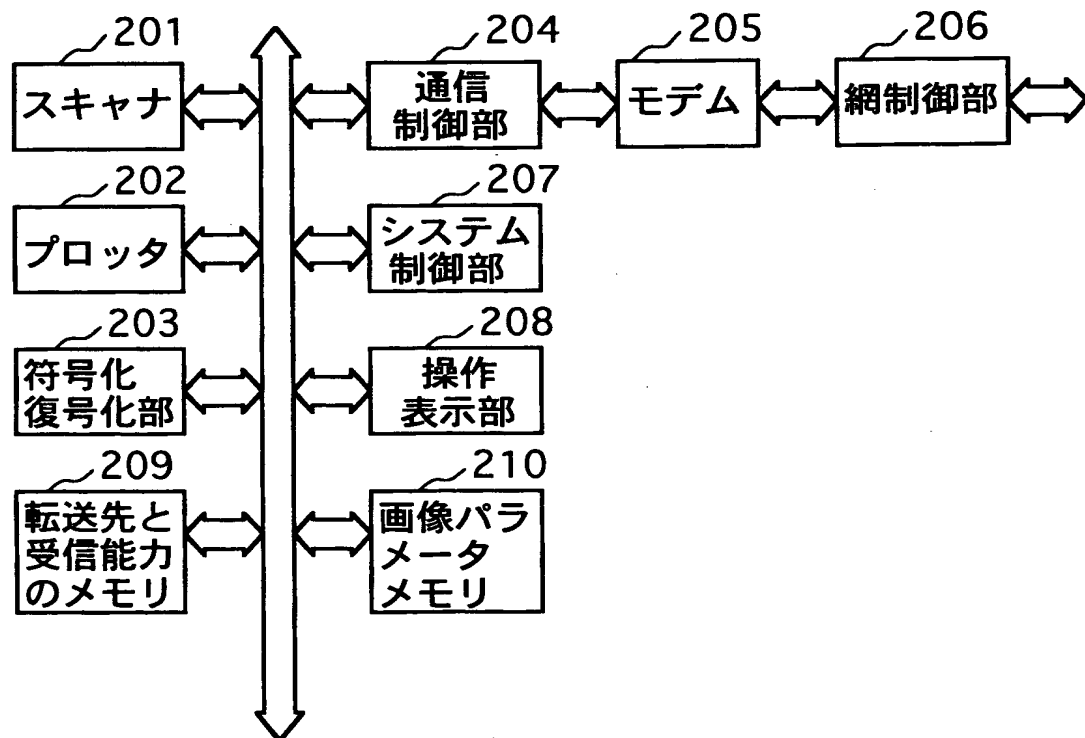 201
スキャナ
204
通信
制御部
205
モデム
206
網制御部
202
プロッタ
207
システム
制御部
203
符号化
復号化部
208
操作
表示部
209
転送先と
受信能力
のメモリ
210
画像パラ
メータ
メモリ